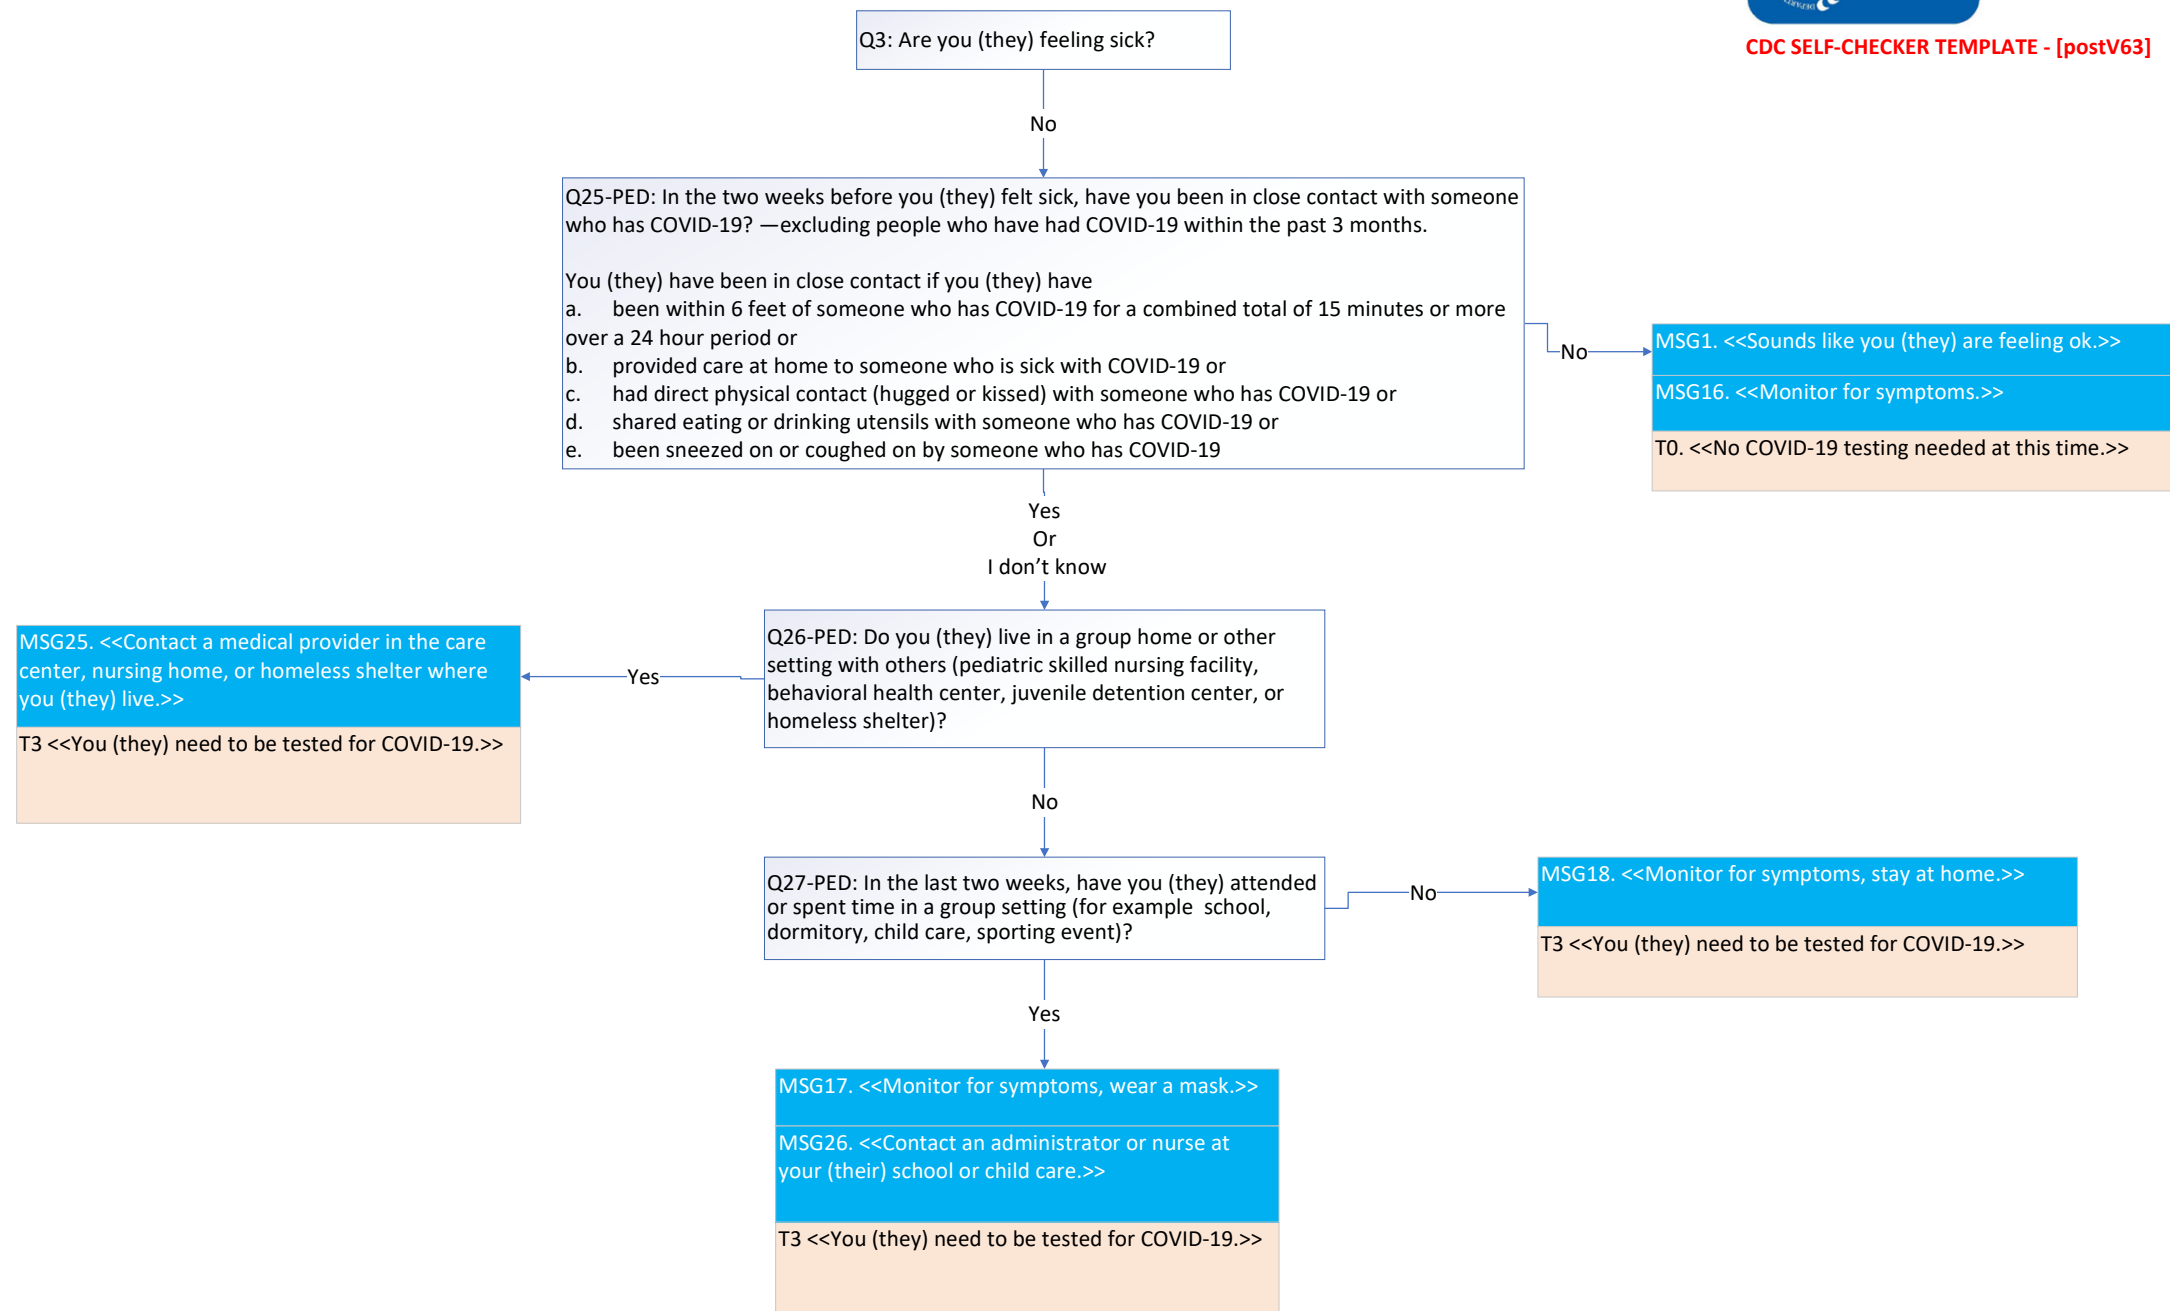 CDC SELF-CHECKER TEMPLATE - [postV63]
Q3: Are you (they) feeling sick?
No
Q25-PED: In the two weeks before you (they) felt sick, have you been in close contact with someone
who has COVID-19? —excluding people who have had COVID-19 within the past 3 months.
You (they) have been in close contact if you (they) have
a. been within 6 feet of someone who has COVID-19 for a combined total of 15 minutes or more
over a 24 hour period or
b. provided care at home to someone who is sick with COVID-19 or
c. had direct physical contact (hugged or kissed) with someone who has COVID-19 or
d. shared eating or drinking utensils with someone who has COVID-19 or
e. been sneezed on or coughed on by someone who has COVID-19
No
MSG1. <<Sounds like you (they) are feeling ok.>>
MSG16. <<Monitor for symptoms.>>
T0. <<No COVID-19 testing needed at this time.>>
Yes
Or
I don't know
Q26-PED: Do you (they) live in a group home or other
setting with others (pediatric skilled nursing facility,
behavioral health center, juvenile detention center, or
homeless shelter)?
Yes
MSG25. <<Contact a medical provider in the care
center, nursing home, or homeless shelter where
you (they) live.>>
T3 <<You (they) need to be tested for COVID-19.>>
No
Q27-PED: In the last two weeks, have you (they) attended
or spent time in a group setting (for example  school,
dormitory, child care, sporting event)?
No
MSG18. <<Monitor for symptoms, stay at home.>>
T3 <<You (they) need to be tested for COVID-19.>>
Yes
MSG17. <<Monitor for symptoms, wear a mask.>>
MSG26. <<Contact an administrator or nurse at
your (their) school or child care.>>
T3 <<You (they) need to be tested for COVID-19.>>